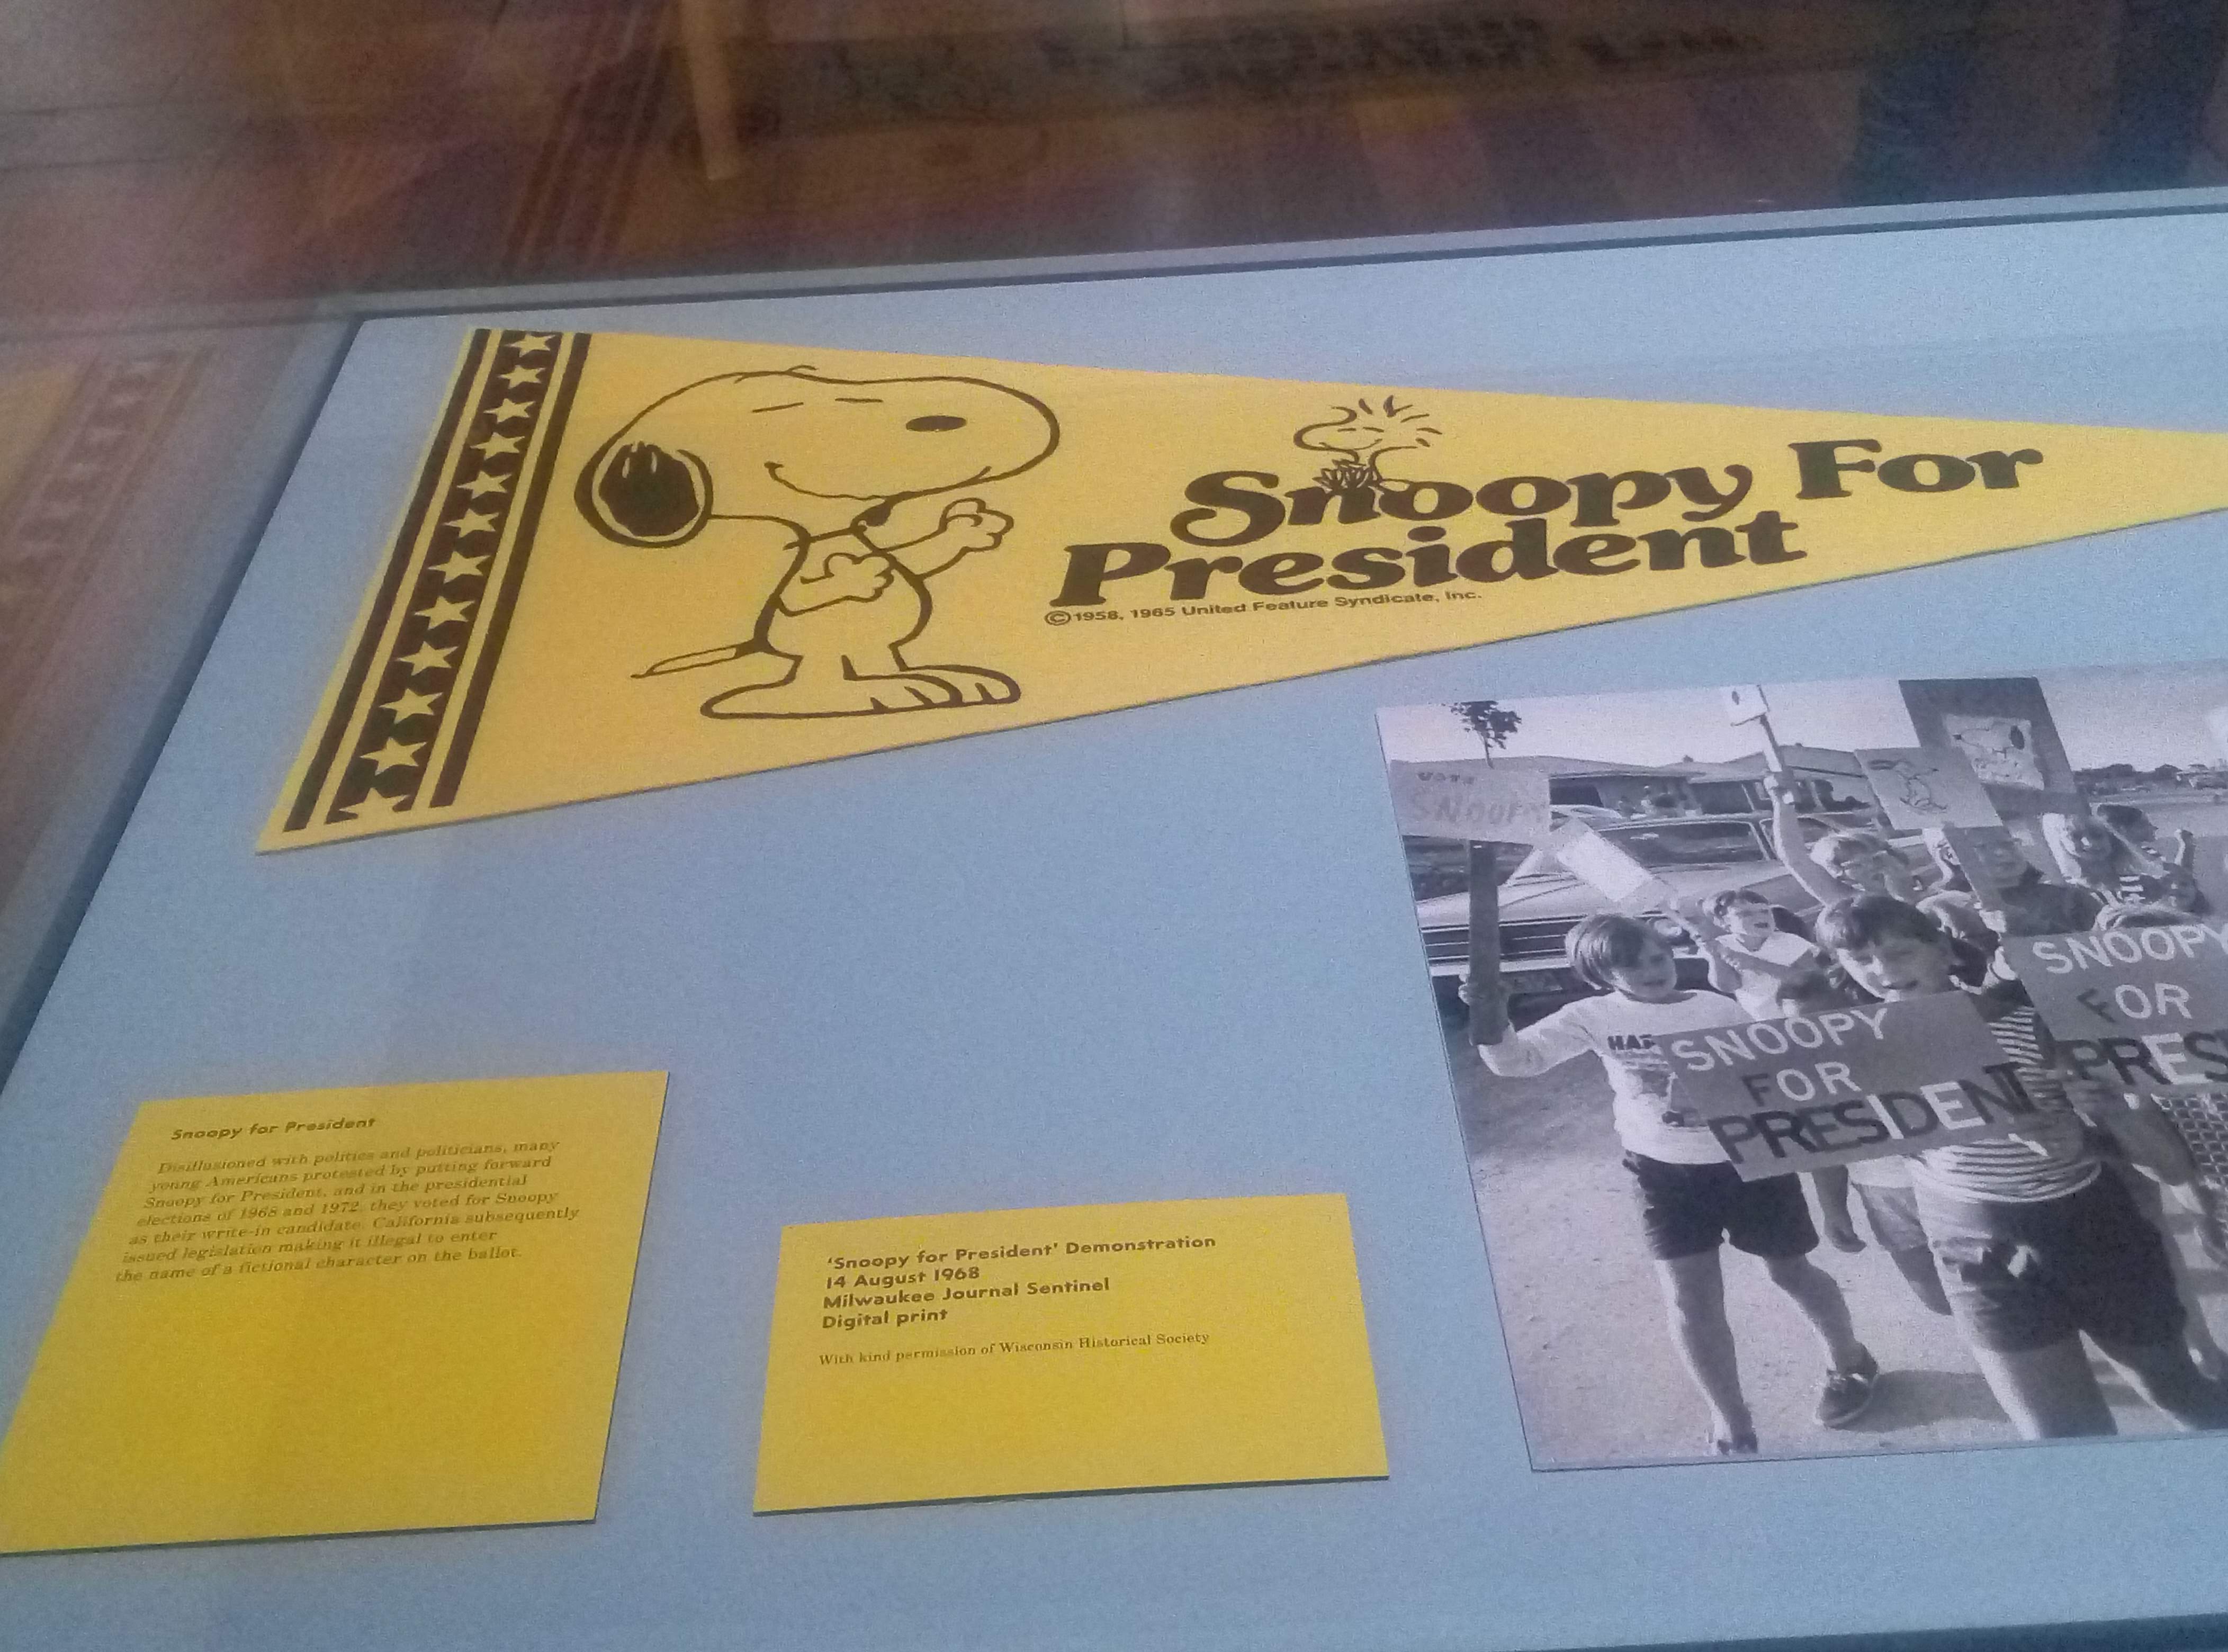 Snoopy For
President
©1958, 1965 United Feature Syndicate, Inc.
VOTE
SNOOPY
SNOOPY
FOR
PRESIDENT
SNOOPY
FOR
PRES
Snoopy for President
Disillusioned with politics and politicians, many
young Americans protested by putting forward
Snoopy for President, and in the presidential
elections of 1968 and 1972, they voted for Snoopy
as their write-in candidate. California subsequently
issued legislation making it illegal to enter
the name of a fictional character on the ballot.
‘Snoopy for President’ Demonstration
14 August 1968
Milwaukee Journal Sentinel
Digital print
With kind permission of Wisconsin Historical Society